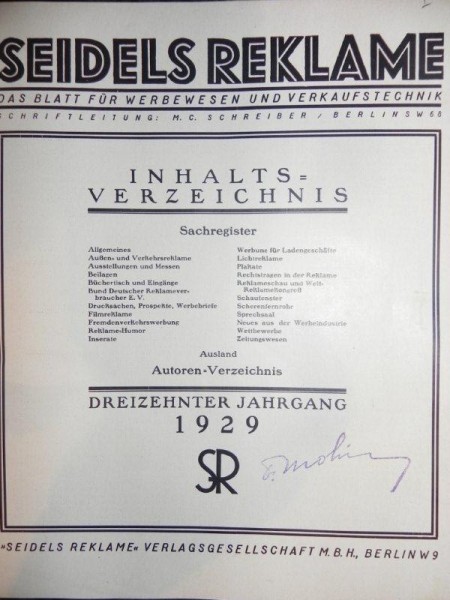 SEIDELS REKLAME
DAS BLATT FÜR WERBEWESEN UND VERKAUFSTECHNIK
SCHRIFTLEITUNG: M.C. SCHREIBER / BERLIN SW 68
INHALTS=
VERZEICHNIS
Sachregister
Allgemeines
Außen- und Verkehrsreklame
Ausstellungen und Messen
Beilagen
Büchertisch und Eingänge
Bund Deutscher Reklamever-
braucher E. V.
Drucksachen, Prospekte, Werbebriefe
Filmreklame
Fremdenverkehrswerbung
Reklame-Humor
Inserate
Werbung für Ladengeschäfte
Lichtreklame
Plakate
Rechtsfragen in der Reklame
Reklameschau und Welt-
Reklamekongreß
Schaufenster
Scherenfernrohr
Sprechsaal
Neues aus der Werbeindustrie
Wettbewerbe
Zeitungswesen
Ausland
Autoren-Verzeichnis
DREIZEHNTER JAHRGANG
1929
SR
»SEIDELS REKLAME« VERLAGSGESELLSCHAFT M.B.H., BERLIN W 9